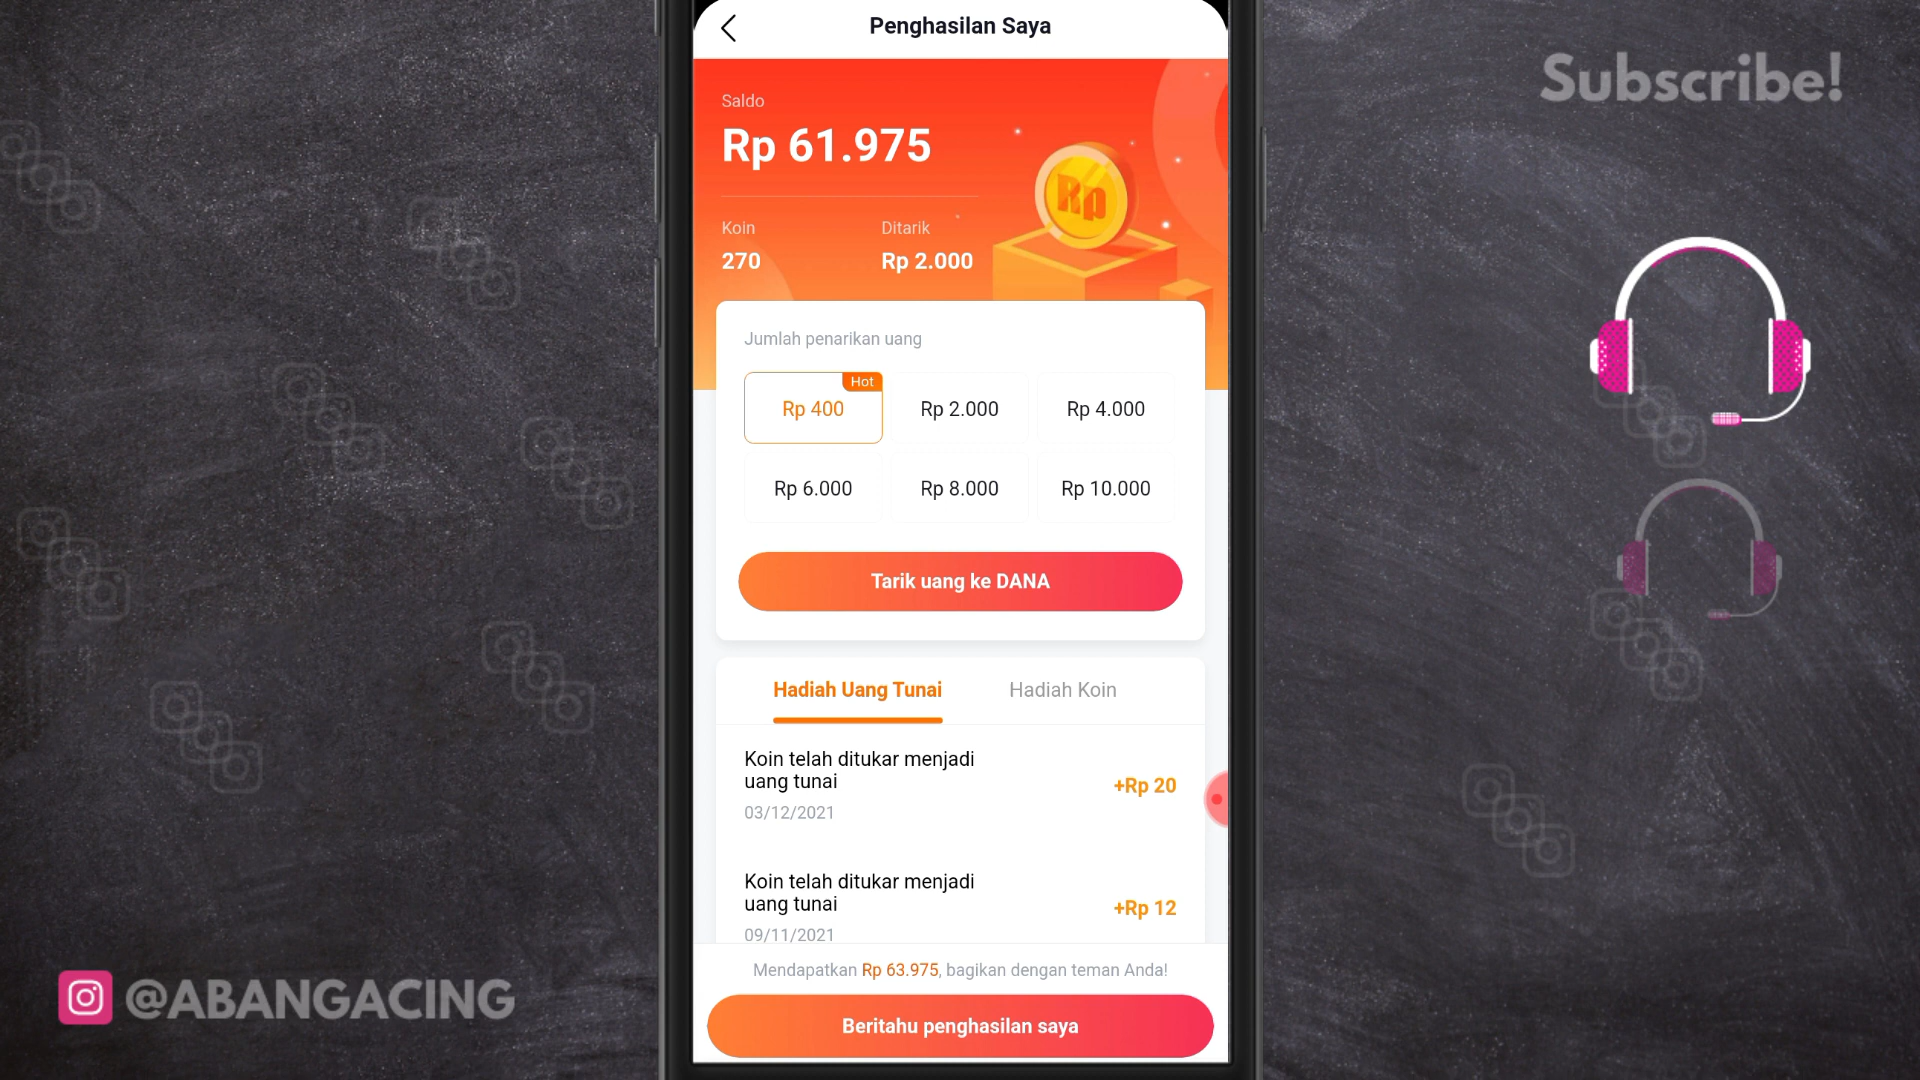 Penghasilan Saya
Subscribe!
Saldo
Rp 61.975
Rp
Koin
Ditarik
270
Rp 2.000
Jumlah penarikan uang
Hot
Rp 400
Rp 2.000
Rp 4.000
Rp 6.000
Rp 8.000
Rp 10.000
Tarik uang ke DANA
Hadiah Uang Tunai
Hadiah Koin
Koin telah ditukar menjadi
uang tunai
+Rp 20
03/12/2021
Koin telah ditukar menjadi
uang tunai
+Rp 12
09/11/2021
Mendapatkan Rp 63.975, bagikan dengan teman Anda!
Beritahu penghasilan saya
@ABANGACING